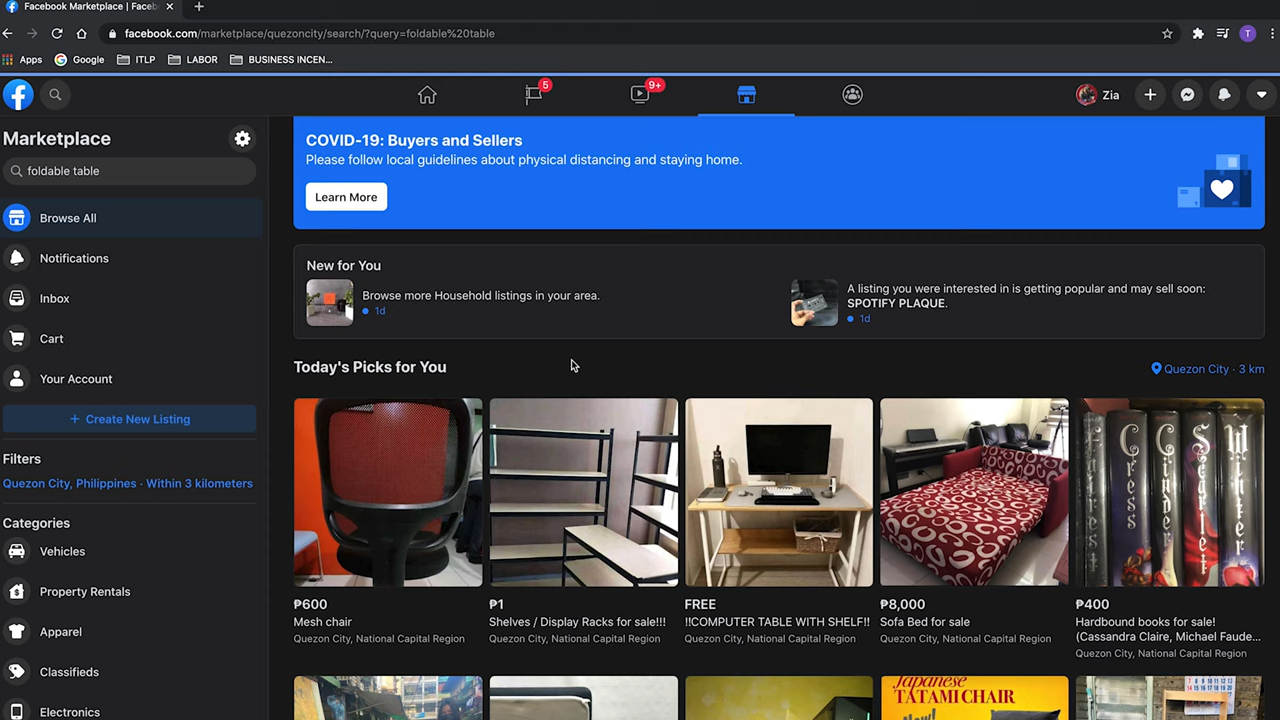 Facebook Marketplace | Faceb
facebook.com/marketplace/quezoncity/search/?query=foldable%20table
T
Apps
Google
ITLP
LABOR
BUSINESS INCEN...
5
9+
Zia
Marketplace
foldable table
Browse All
Notifications
Inbox
Cart
Your Account
+ Create New Listing
Filters
Quezon City, Philippines · Within 3 kilometers
Categories
Vehicles
Property Rentals
Apparel
Classifieds
Electronics
COVID-19: Buyers and Sellers
Please follow local guidelines about physical distancing and staying home.
Learn More
New for You
Browse more Household listings in your area.
1d
A listing you were interested in is getting popular and may sell soon:
SPOTIFY PLAQUE.
1d
Today's Picks for You
Quezon City · 3 km
₱600
Mesh chair
Quezon City, National Capital Region
₱1
Shelves / Display Racks for sale!!!
Quezon City, National Capital Region
FREE
!!COMPUTER TABLE WITH SHELF!!
Quezon City, National Capital Region
₱8,000
Sofa Bed for sale
Quezon City, National Capital Region
Cress
Cinder
Scarlet
Winter
₱400
Hardbound books for sale!
(Cassandra Claire, Michael Faude...
Quezon City, National Capital Region
Japanese
TATAMI CHAIR
New!